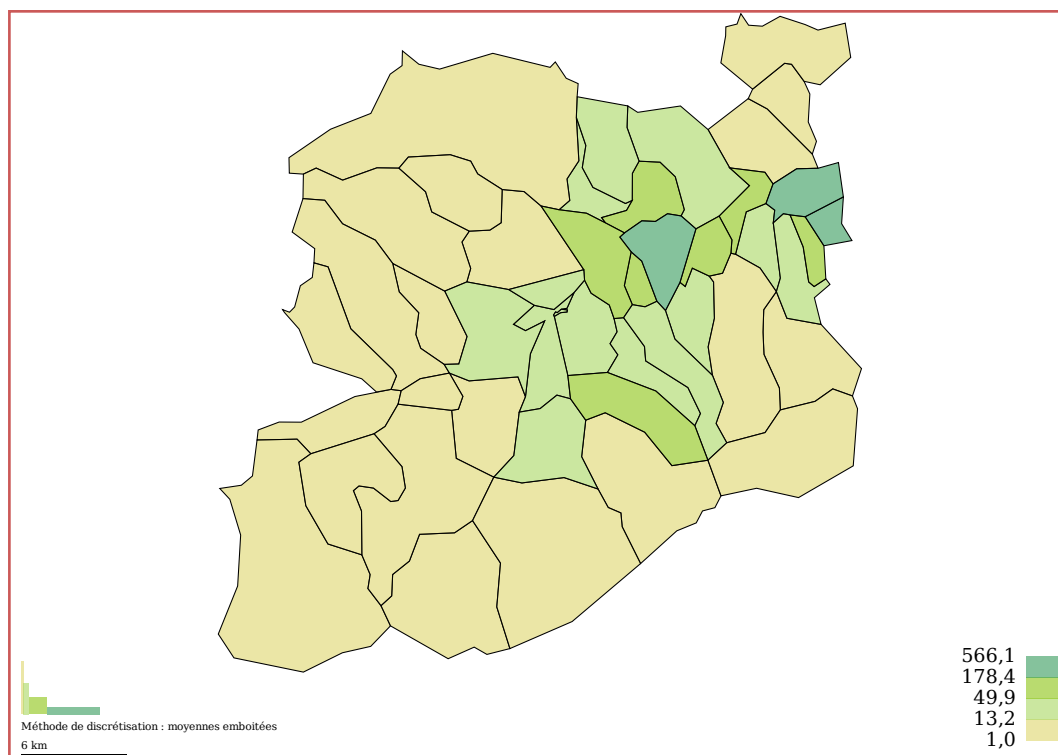 566,1
178,4
49,9
13,2
1,0
Méthode de discrétisation : moyennes emboitées
6 km